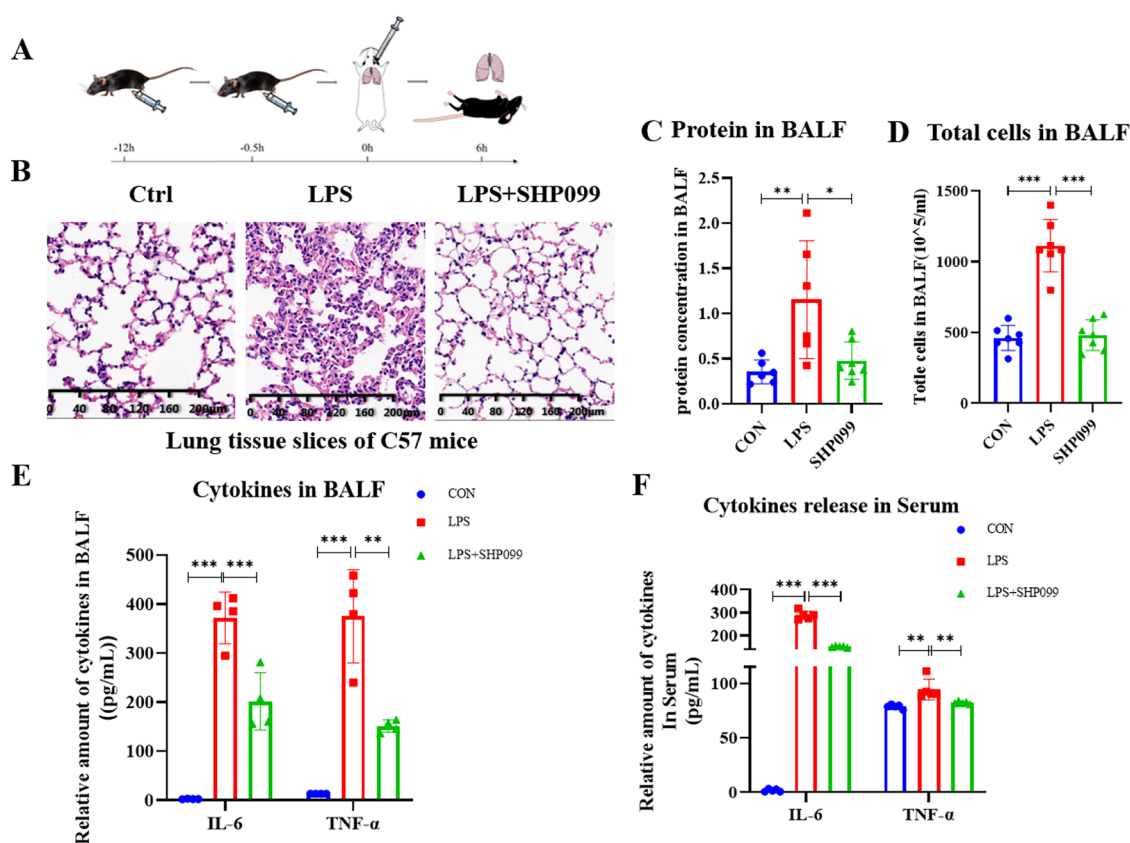 A
-12h
-0.5h
0h
6h
B
Ctrl
LPS
LPS+SHP099
0 40 80 120 160 200μm
0 40 80 120 160 200μm
0 40 80 120 160 200μm
Lung tissue slices of C57 mice
C Protein in BALF
protein concentration in BALF
2.5
2.0
1.5
1.0
0.5
0.0
**
*
CON
LPS
SHP099
D Total cells in BALF
Totle cells in BALF(10^5/ml)
1500
1000
500
0
***
***
CON
LPS
SHP099
E
Cytokines in BALF
CON
LPS
LPS+SHP099
Relative amount of cytokines in BALF
((pg/mL))
500
400
300
200
100
0
***
***
***
**
IL-6
TNF-α
F
Cytokines release in Serum
CON
LPS
LPS+SHP099
Relative amount of cytokines
In Serum
(pg/mL)
400
300
200
100
50
0
***
***
**
**
IL-6
TNF-α